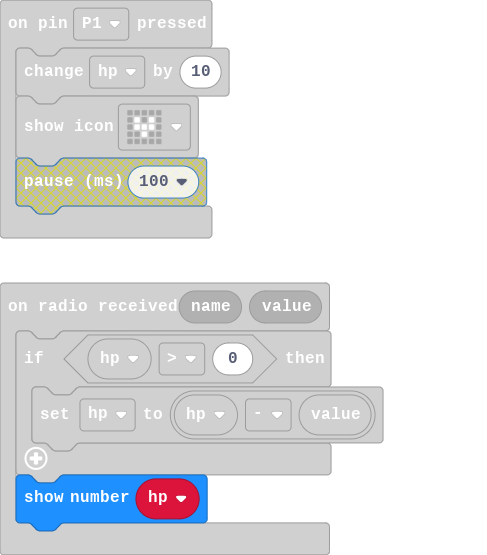 on pin P1 pressed
change hp by 10
show icon
pause (ms) 100
on radio received name value
if hp > 0 then
set hp to hp - value
show number hp